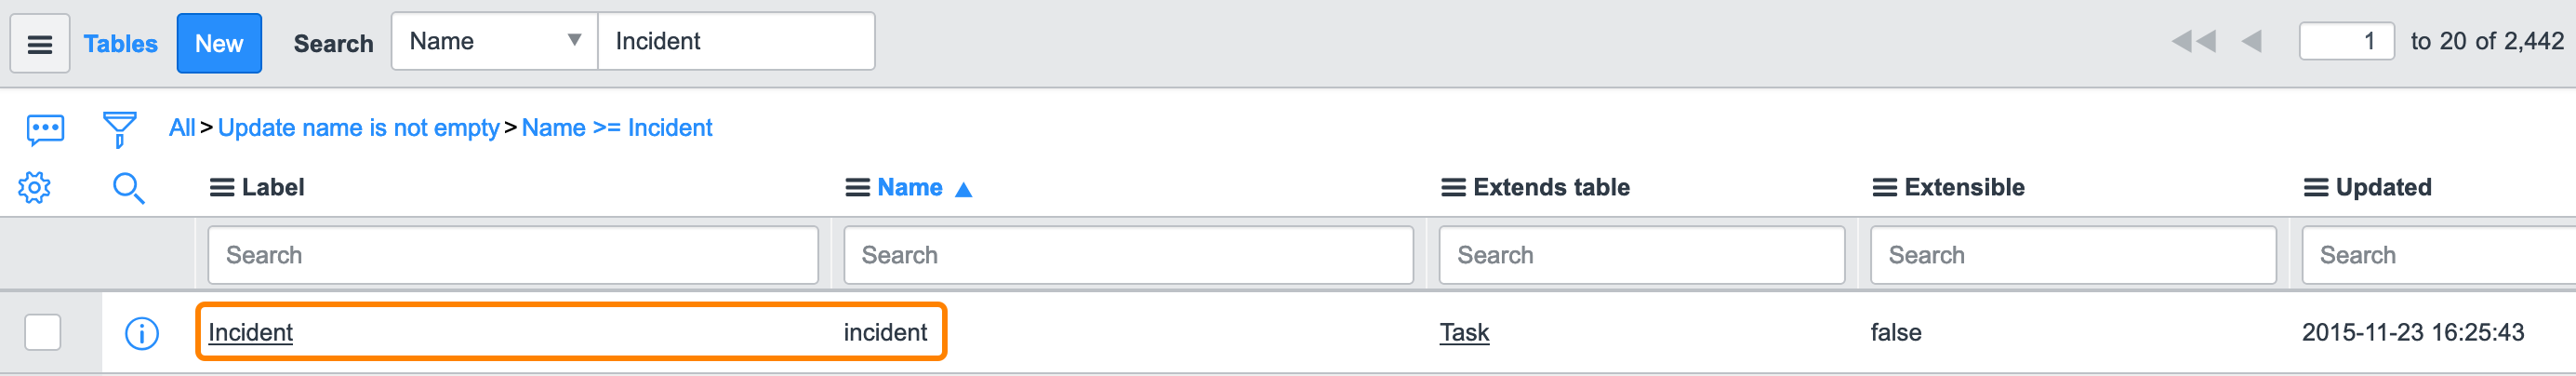 Tables New Search Name Incident 1 to 20 of 2,442
All > Update name is not empty > Name >= Incident
Label Name Extends table Extensible Updated
Search Search Search Search Search
Incident incident Task false 2015-11-23 16:25:43